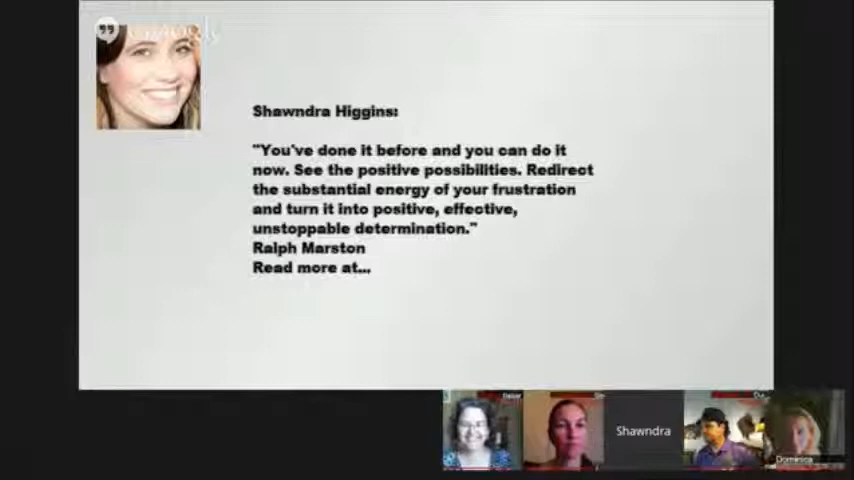 Google
Shawndra Higgins:
"You've done it before and you can do it
now. See the positive possibilities. Redirect
the substantial energy of your frustration
and turn it into positive, effective,
unstoppable determination."
Ralph Marston
Read more at...
Shawndra
Dominica